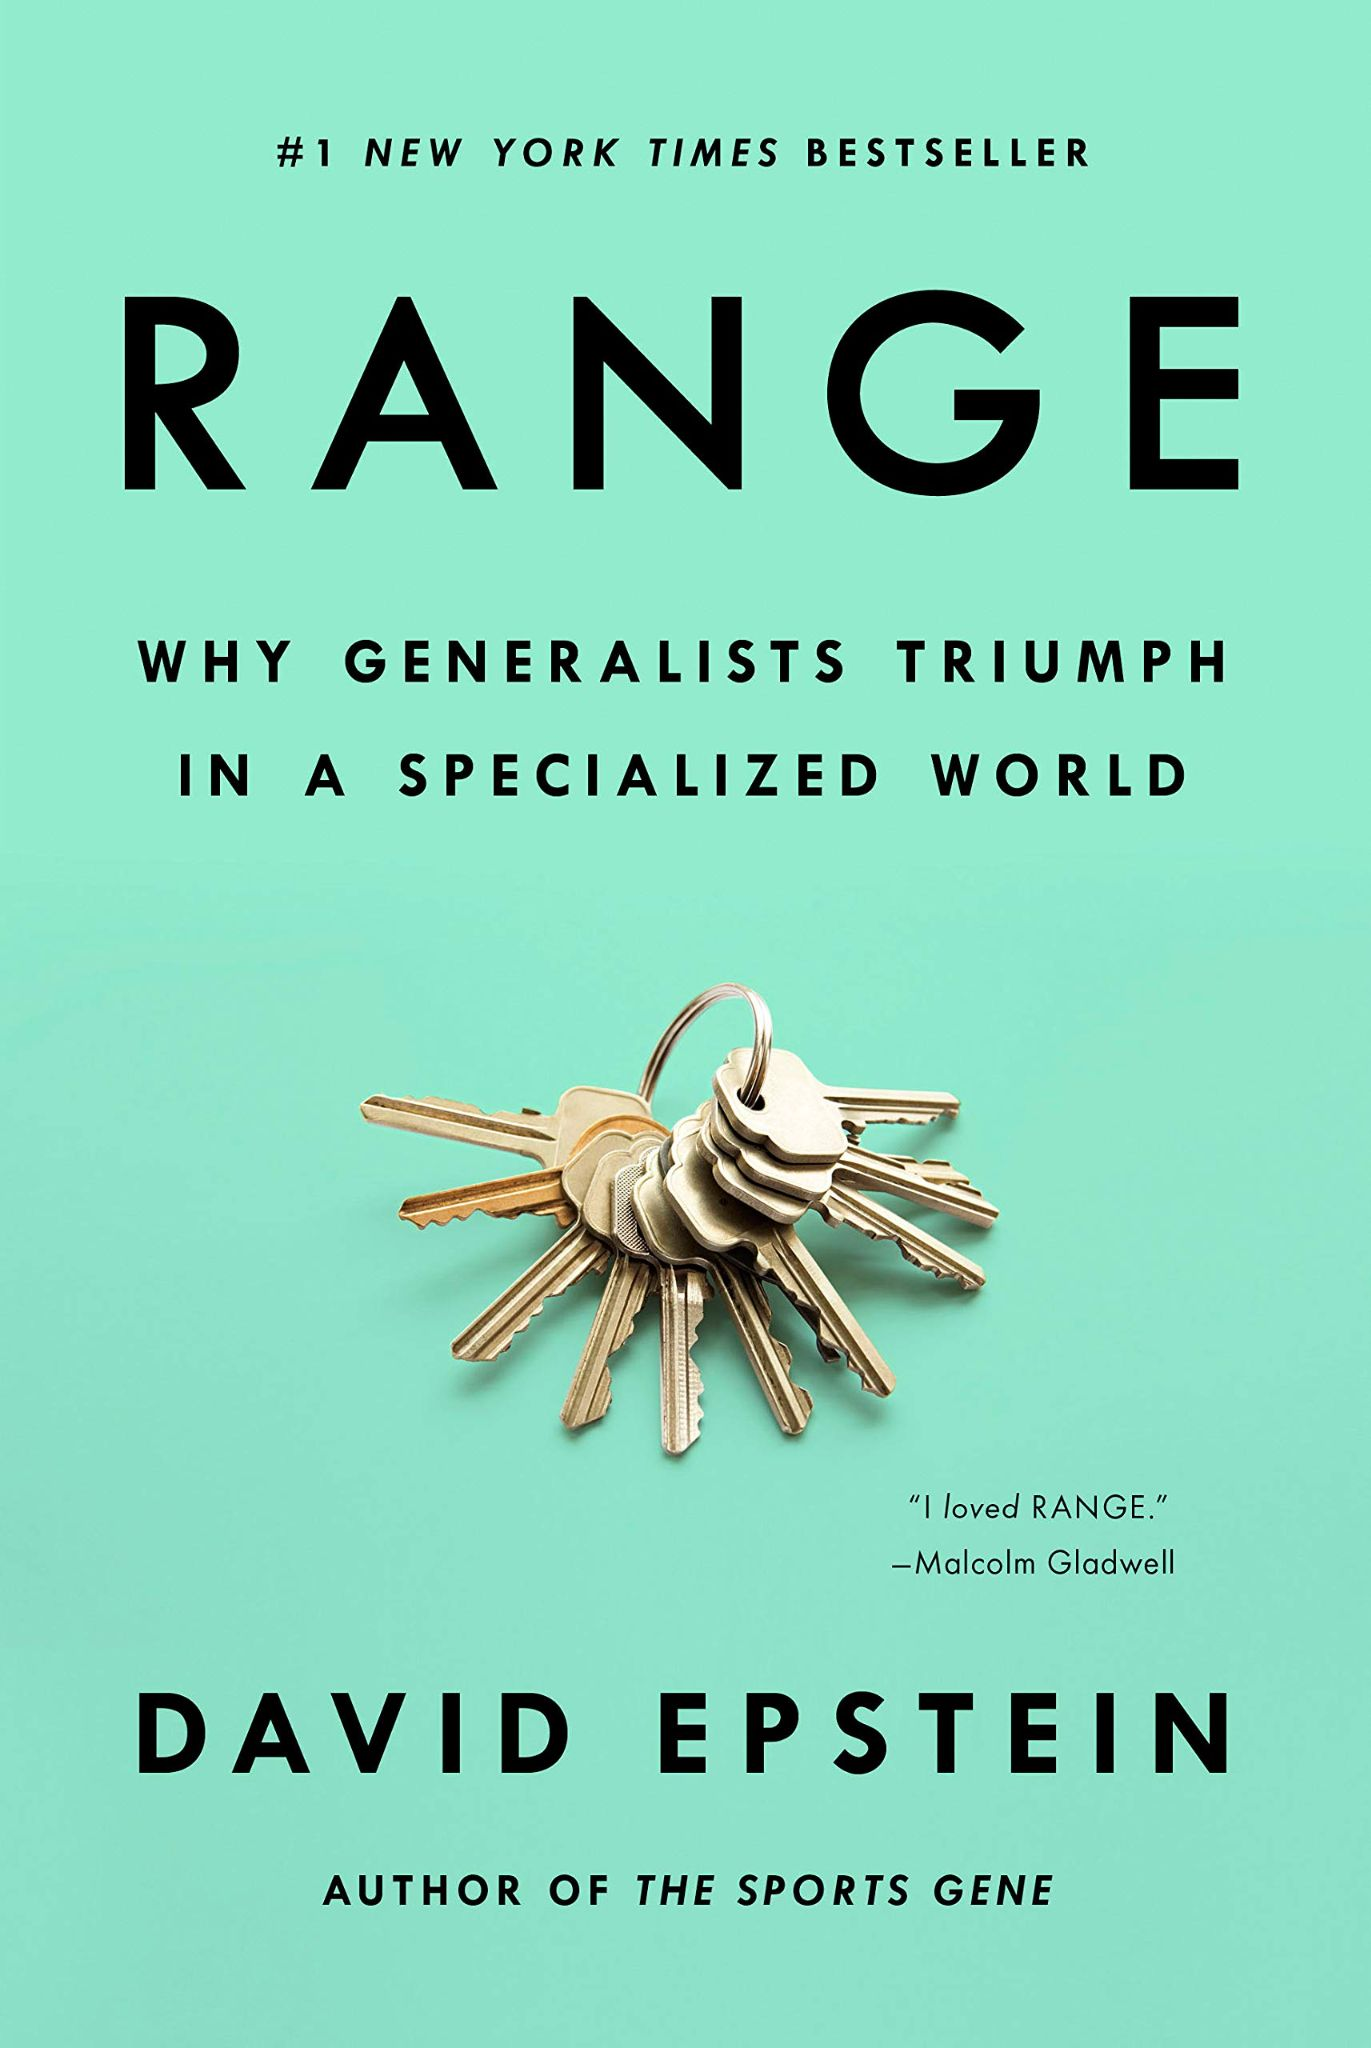 #1 NEW YORK TIMES BESTSELLER
RANGE
WHY GENERALISTS TRIUMPH
IN A SPECIALIZED WORLD
“I loved RANGE.”
—Malcolm Gladwell
DAVID EPSTEIN
AUTHOR OF THE SPORTS GENE